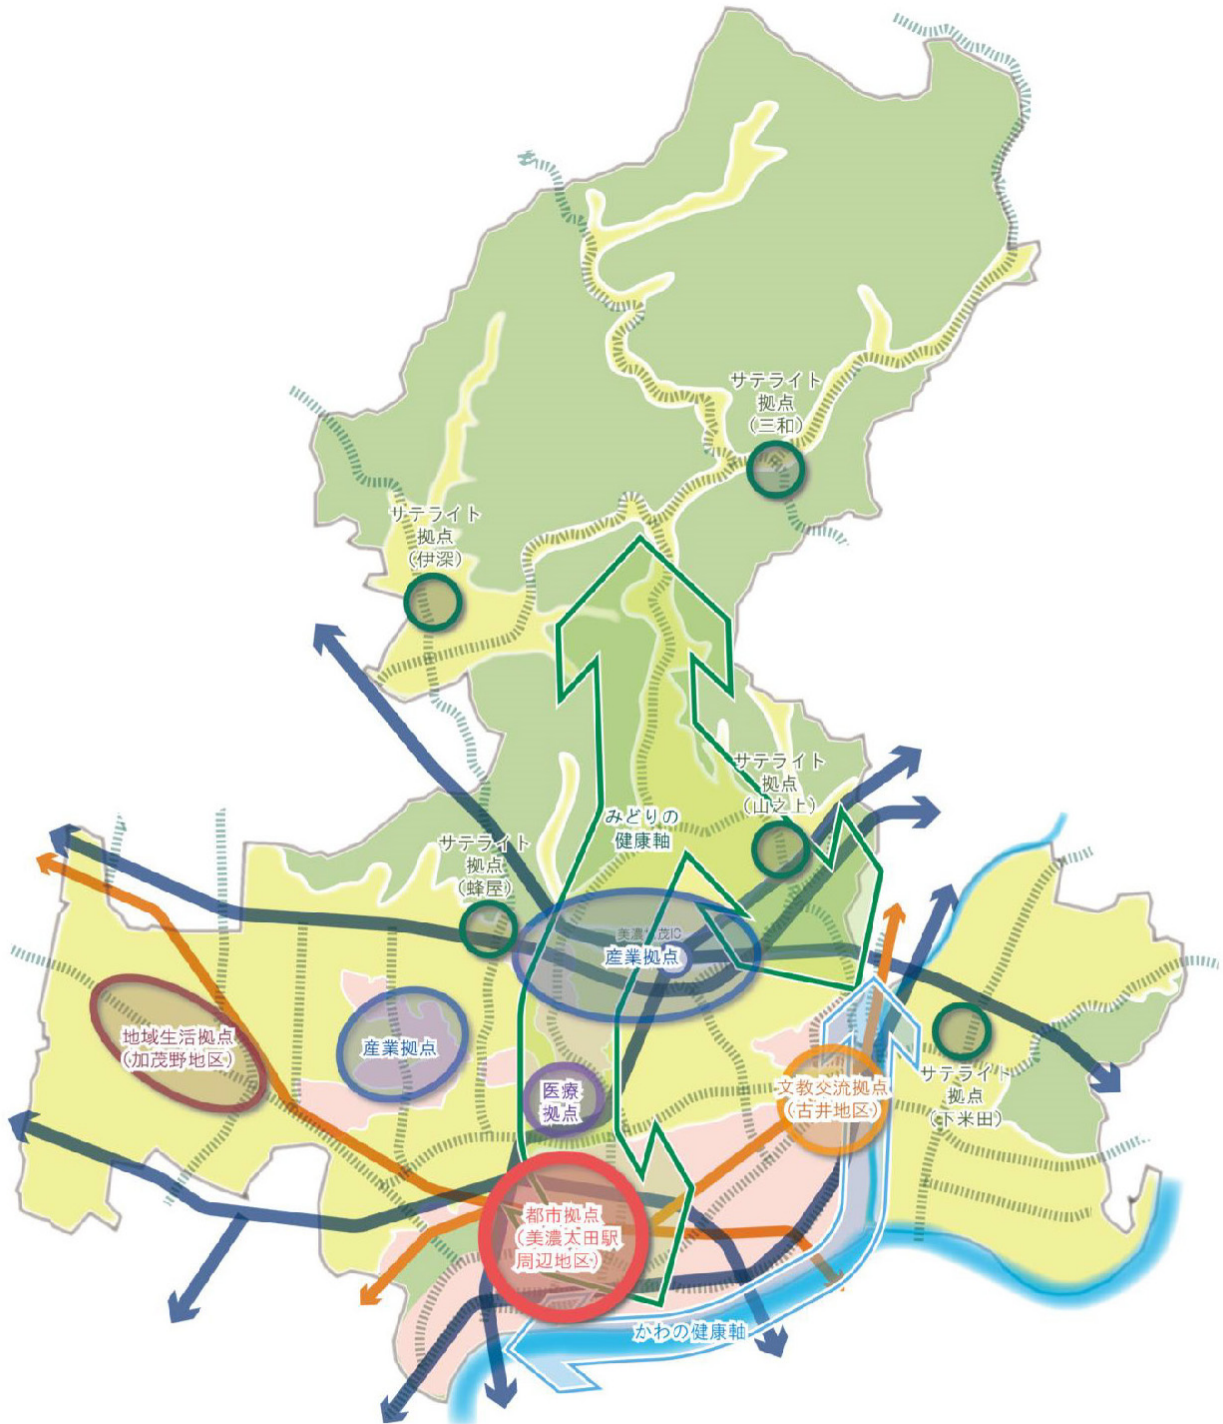 サテライト
拠点
(三和)
サテライト
拠点
(伊深)
サテライト
拠点
(山之上)
みどりの
健康軸
サテライト
拠点
(蜂屋)
産業拠点
地域生活拠点
(加茂野地区)
産業拠点
医療
拠点
文教交流拠点
(古井地区)
サテライト
拠点
(下米田)
都市拠点
(美濃太田駅
周辺地区)
かわの健康軸